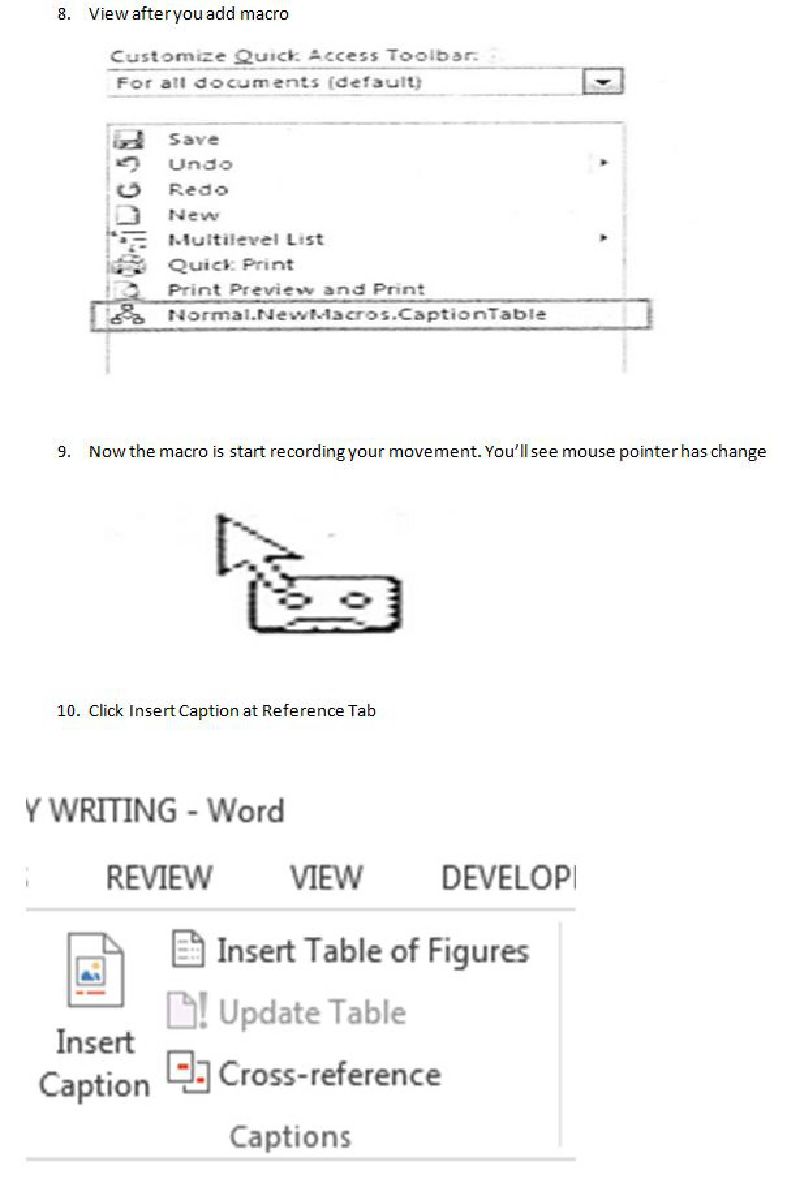 8. View after you add macro
Customize Quick Access Toolbar:
For all documents (default)
Save
Undo
Redo
New
Multilevel List
Quick Print
Print Preview and Print
Normal.NewMacros.CaptionTable
9. Now the macro is start recording your movement. You'll see mouse pointer has change
10. Click Insert Caption at Reference Tab
Y WRITING - Word
REVIEW VIEW DEVELOP
Insert Table of Figures
Update Table
Insert
Caption
Cross-reference
Captions